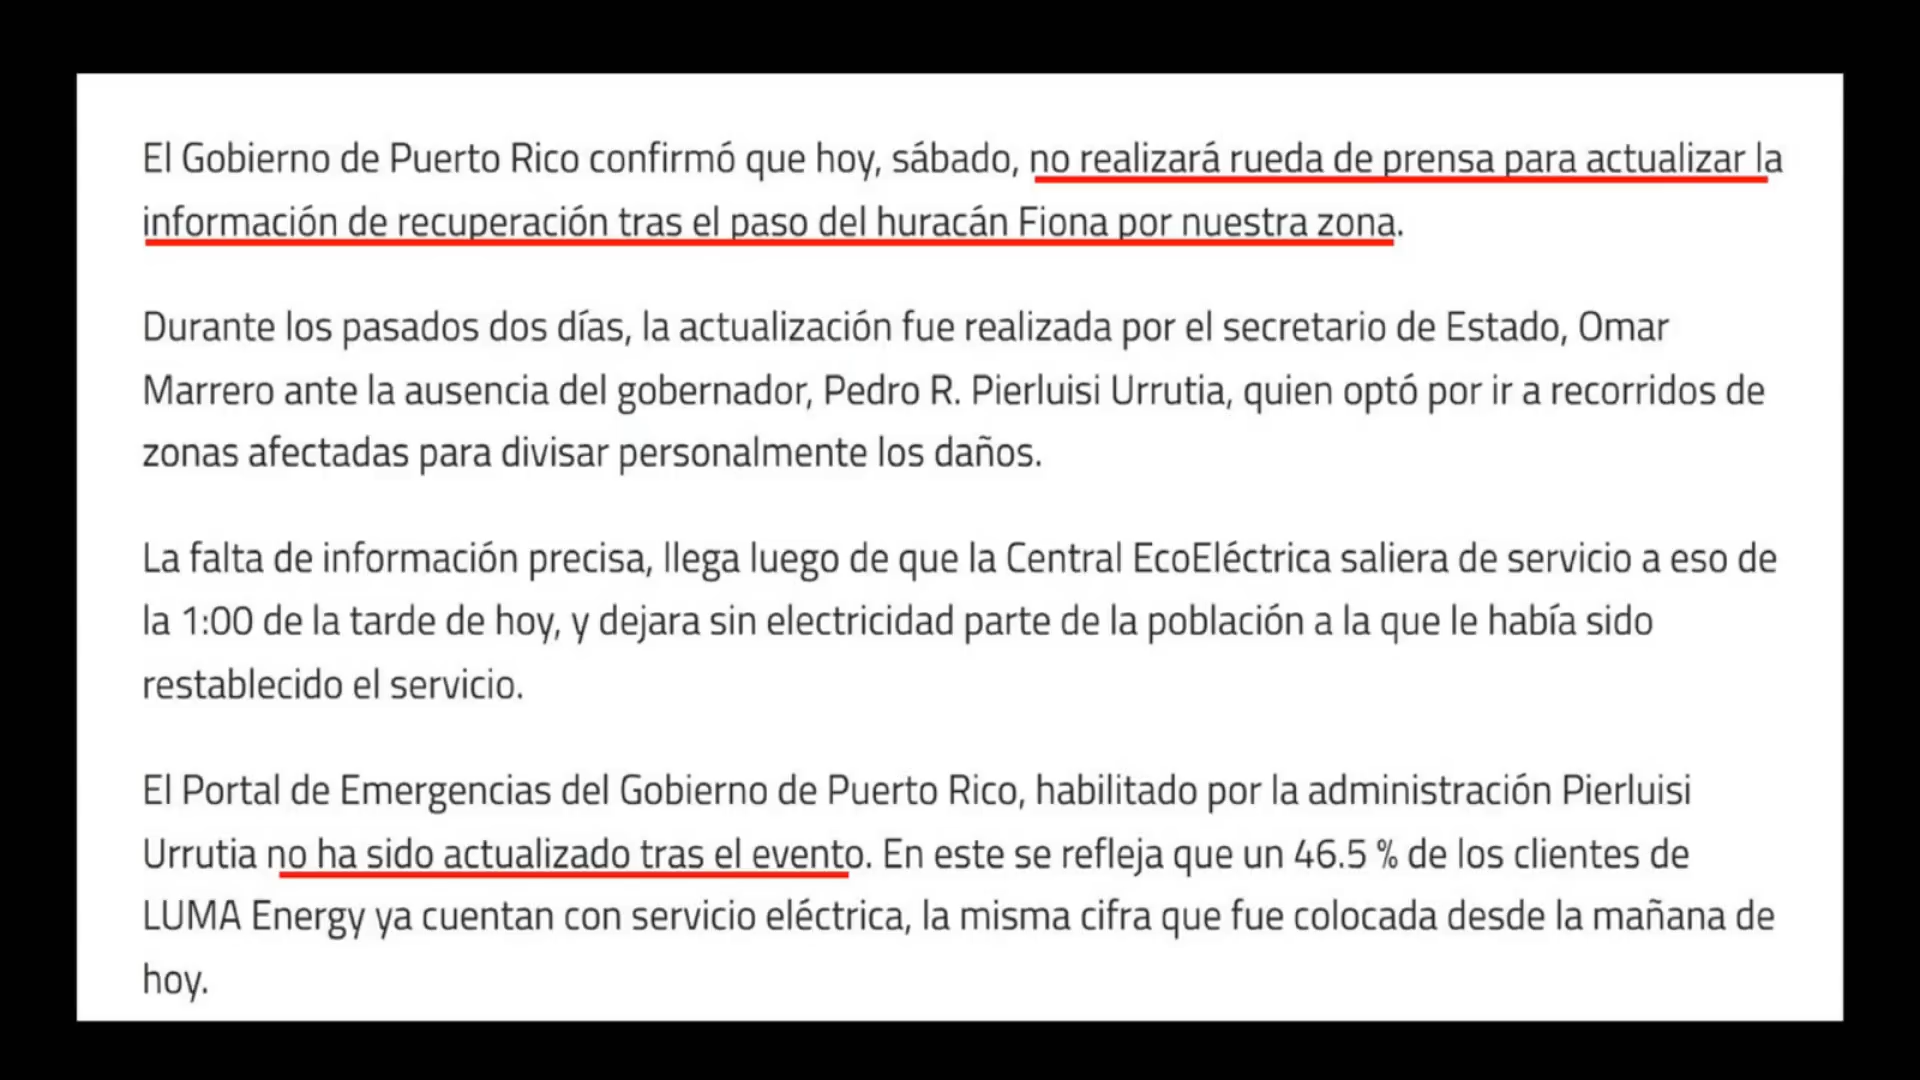 El Gobierno de Puerto Rico confirmó que hoy, sábado, no realizará rueda de prensa para actualizar la
información de recuperación tras el paso del huracán Fiona por nuestra zona.
Durante los pasados dos días, la actualización fue realizada por el secretario de Estado, Omar
Marrero ante la ausencia del gobernador, Pedro R. Pierluisi Urrutia, quien optó por ir a recorridos de
zonas afectadas para divisar personalmente los daños.
La falta de información precisa, llega luego de que la Central EcoEléctrica saliera de servicio a eso de
la 1:00 de la tarde de hoy, y dejara sin electricidad parte de la población a la que le había sido
restablecido el servicio.
El Portal de Emergencias del Gobierno de Puerto Rico, habilitado por la administración Pierluisi
Urrutia no ha sido actualizado tras el evento. En este se refleja que un 46.5 % de los clientes de
LUMA Energy ya cuentan con servicio eléctrica, la misma cifra que fue colocada desde la mañana de
hoy.